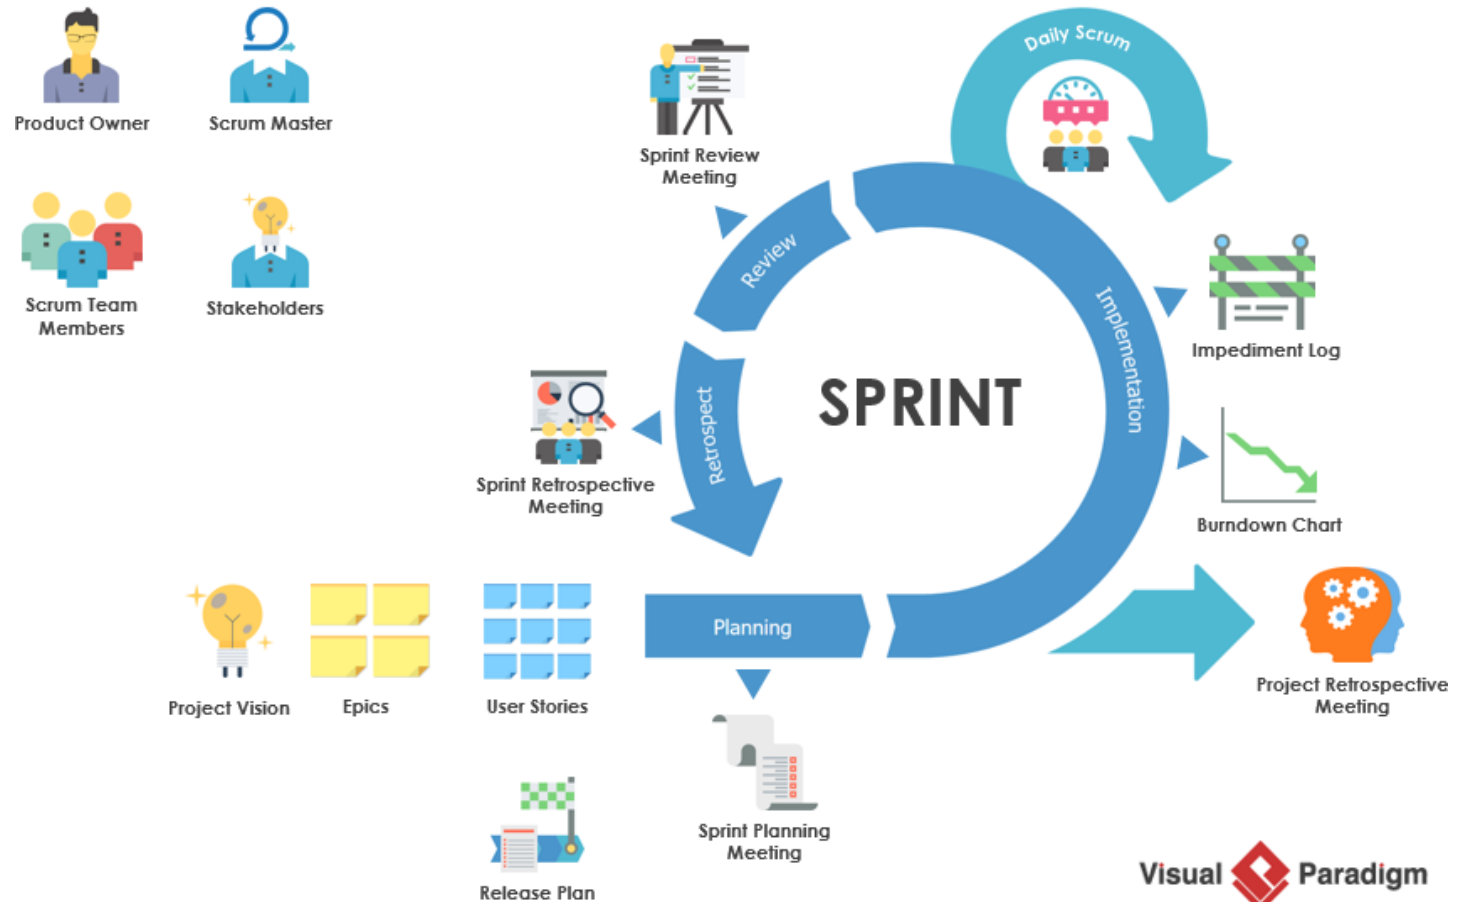 Product Owner
Scrum Master
Scrum Team
Members
Stakeholders
Sprint Review
Meeting
Daily Scrum
Review
Implementation
Impediment Log
SPRINT
Retrospect
Sprint Retrospective
Meeting
Burndown Chart
Planning
Project Vision
Epics
User Stories
Project Retrospective
Meeting
Sprint Planning
Meeting
Release Plan
Visual Paradigm